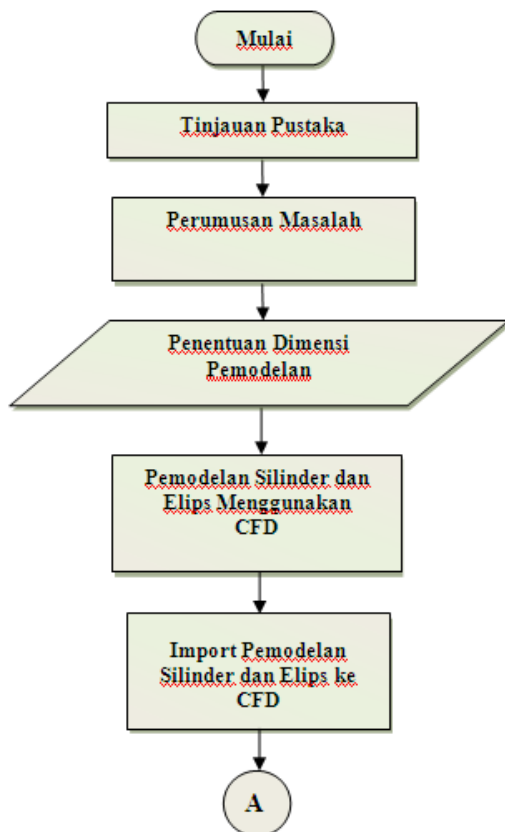 Mulai
Tinjauan Pustaka
Perumusan Masalah
Penentuan Dimensi
Pemodelan
Pemodelan Silinder dan
Elips Menggunakan
CFD
Import Pemodelan
Silinder dan Elips ke
CFD
A